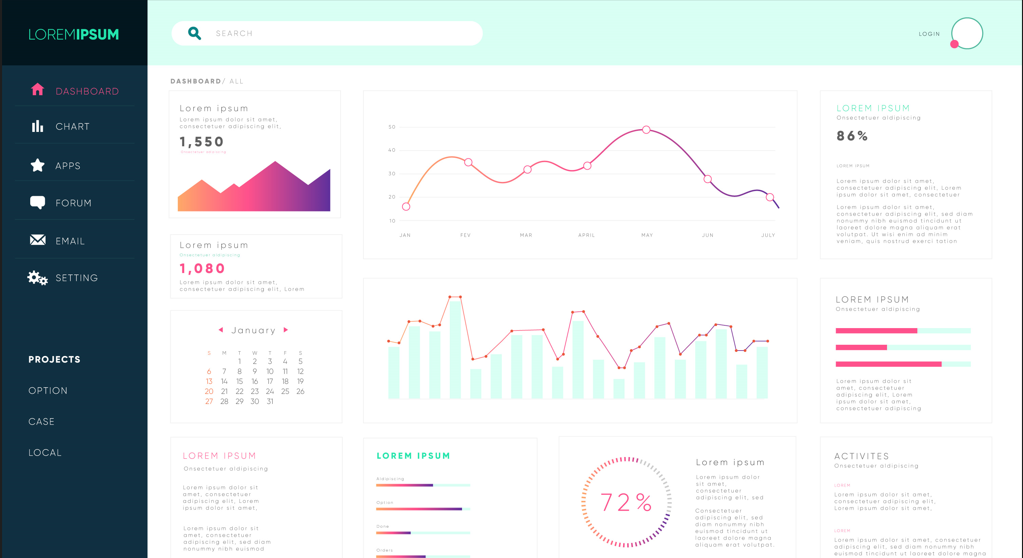 LOREMIPSUM
SEARCH
LOGIN
DASHBOARD
CHART
APPS
FORUM
EMAIL
SETTING
PROJECTS
OPTION
CASE
LOCAL
DASHBOARD/ ALL
Lorem ipsum
Lorem ipsum dolor sit amet,
consectetuer adipiscing elit,
1,550
Consectetuer adipiscing
Lorem ipsum
Onsectetuer adipiscing
1,080
Lorem ipsum dolor sit amet,
consectetuer adipiscing elit, Lorem
January
S M T W T F S
1 2 3 4 5
6 7 8 9 10 11 12
13 14 15 16 17 18 19
20 21 22 23 24 25 26
27 28 29 30 31
LOREM IPSUM
Onsectetuer adipiscing
Lorem ipsum dolor sit
amet, consectetuer
adipiscing elit. Lorem
ipsum sit amet,
Lorem ipsum dolor sit
amet, consectetuer
adipiscing elit, sed diam
nonummy nibh euismod
50
40
30
20
10
JAN FEV MAR APRIL MAY JUN JULY
LOREM IPSUM
Adipiscing
Option
Done
Orders
72%
Lorem ipsum
Lorem ipsum dolor
sit amet,
consectetuer
adipiscing elit, sed
Consectetuer
adipiscing elit, sed
diam nonummy nibh
euismod tincidunt ut
laoreet dolore magna
aliquam erat volutpat.
LOREM IPSUM
Onsectetuer adipiscing
86%
LOREM IPSUM
Lorem ipsum dolor sit amet,
consectetuer adipiscing elit, Lorem
ipsum dolor sit amet, consectetuer
Lorem ipsum dolor sit amet,
consectetuer adipiscing elit, sed diam
nonummy nibh euismod tincidunt ut
laoreet dolore magna aliquam erat
volutpat. Ut wisi enim ad minim
veniam, quis nostrud exerci tation
LOREM IPSUM
Onsectetuer adipiscing
Lorem ipsum dolor sit
amet, consectetuer
adipiscing elit, Lorem
ipsum dolor sit amet,
consectetuer adipiscing
ACTIVITES
Onsectetuer adipiscing
LOREM
Lorem ipsum dolor sit amet,
consectetuer adipiscing elit,
LOREM
Lorem ipsum dolor sit amet,
consectetuer adipiscing elit, sed diam
nonummy nibh euismod tincidunt ut
laoreet dolore magna aliquam erat